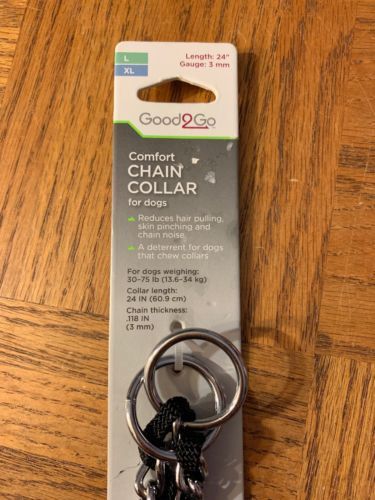 L
XL
Length: 24"
Gauge: 3 mm
Good2Go
Comfort
CHAIN
COLLAR
for dogs
Reduces hair pulling,
skin pinching and
chain noise
A deterrent for dogs
that chew collars
For dogs weighing:
30-75 lb (13.6-34 kg)
Collar length:
24 IN (60.9 cm)
Chain thickness:
.118 IN
(3 mm)